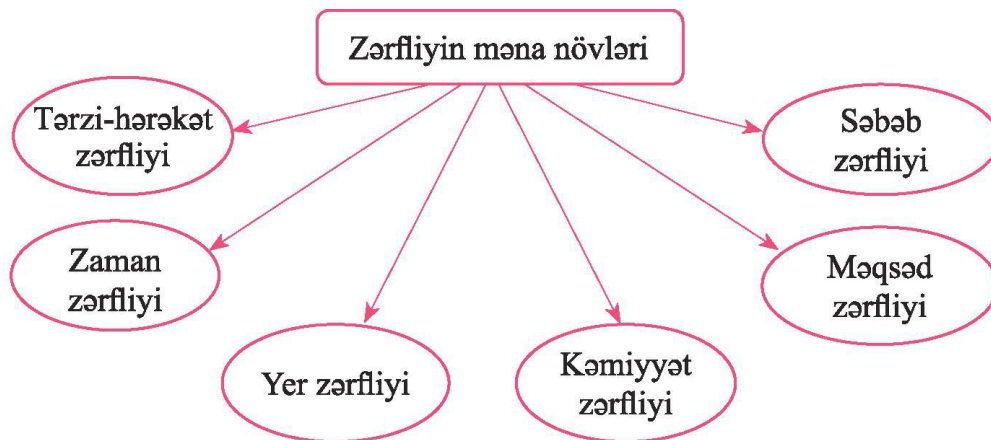 Zərfliyin məna növləri
Tərzi-hərəkət
zərfliyi
Səbəb
zərfliyi
Zaman
zərfliyi
Məqsəd
zərfliyi
Yer zərfliyi
Kəmiyyət
zərfliyi